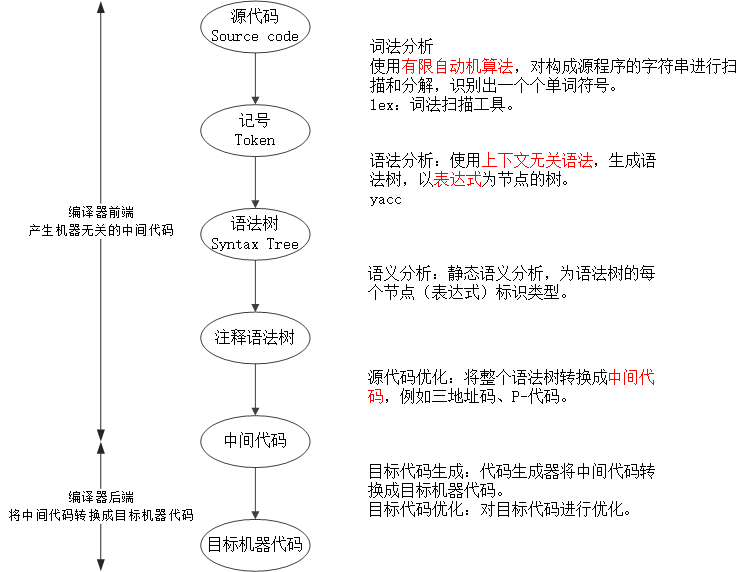 源代码
Source code
词法分析
使用有限自动机算法，对构成源程序的字符串进行扫
描和分解，识别出一个个单词符号。
lex：词法扫描工具。
记号
Token
语法分析：使用上下文无关语法，生成语
法树，以表达式为节点的树。
yacc
编译器前端
产生机器无关的中间代码
语法树
Syntax Tree
语义分析：静态语义分析，为语法树的每
个节点（表达式）标识类型。
注释语法树
源代码优化：将整个语法树转换成中间代
码，例如三地址码、P-代码。
中间代码
编译器后端
将中间代码转换成目标机器代码
目标代码生成：代码生成器将中间代码转
换成目标机器代码。
目标代码优化：对目标代码进行优化。
目标机器代码